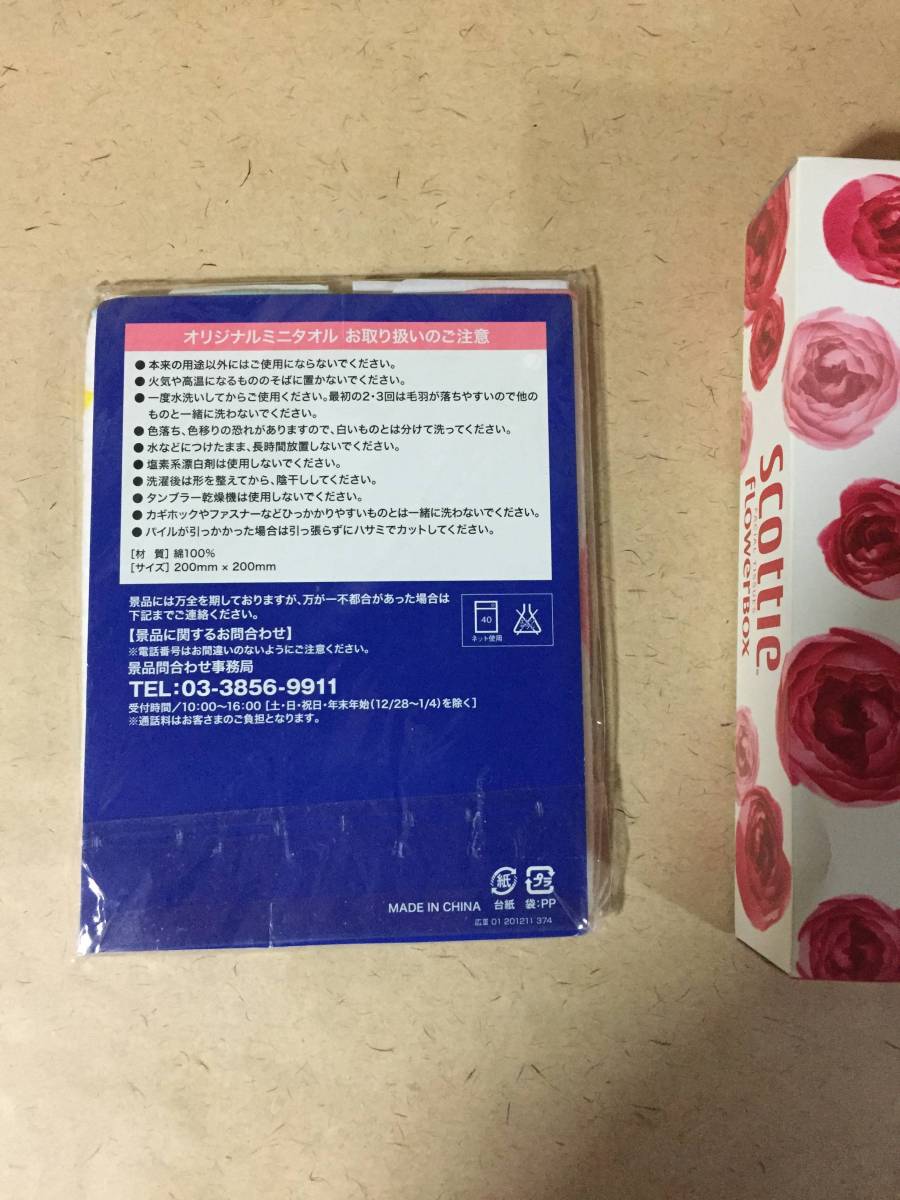 オリジナルミニタオル お取り扱いのご注意
●本来の用途以外にはご使用にならないでください。
●火気や高温になるもののそばに置かないでください。
●一度水洗いしてからご使用ください。最初の2・3回は毛羽が落ちやすいので他の
ものと一緒に洗わないでください。
●色落ち、色移りの恐れがありますので、白いものとは分けて洗ってください。
●水などにつけたまま、長時間放置しないでください。
●塩素系漂白剤は使用しないでください。
●洗濯後は形を整えてから、陰干ししてください。
●タンブラー乾燥機は使用しないでください。
●カギホックやファスナーなどひっかかりやすいものとは一緒に洗わないでください。
●パイルが引っかかった場合は引っ張らずにハサミでカットしてください。
[材 質] 綿100%
[サイズ] 200mm × 200mm
景品には万全を期しておりますが、万が一不都合があった場合は
下記までご連絡ください。
【景品に関するお問合わせ】
※電話番号はお間違いのないようにご注意ください。
景品問合わせ事務局
TEL:03-3856-9911
受付時間/10:00〜16:00 [土・日・祝日・年末年始(12/28〜1/4)を除く]
※通話料はお客さまのご負担となります。
40
ネット使用
紙 プラ
MADE IN CHINA 台紙 袋:PP
広亜 01 201211 374
scottie
FACIAL TISSUES
FLOWERBOX